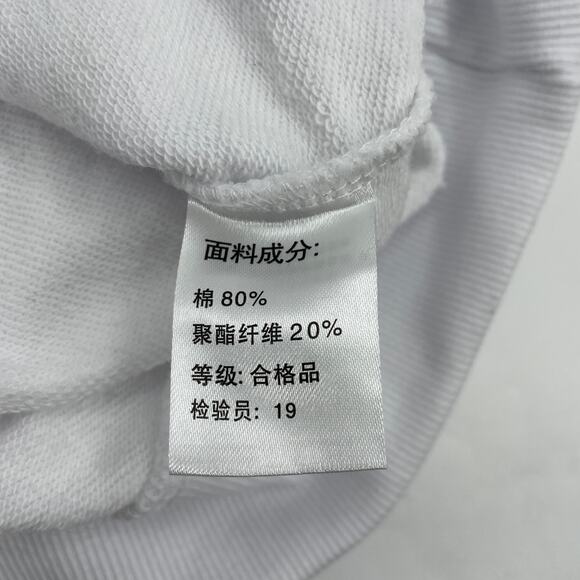 面料成分:
棉 80%
聚酯纤维 20%
等级: 合格品
检验员: 19